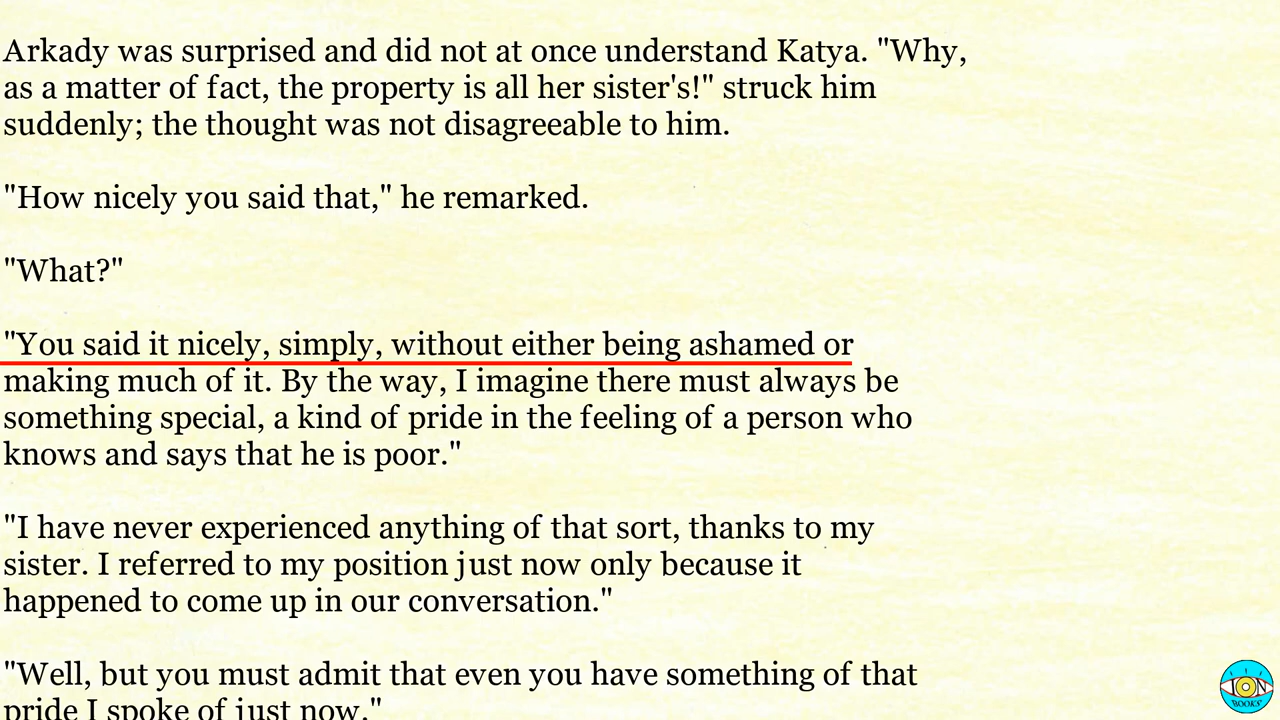 Arkady was surprised and did not at once understand Katya. "Why,
as a matter of fact, the property is all her sister's!" struck him
suddenly; the thought was not disagreeable to him.
"How nicely you said that," he remarked.
"What?"
"You said it nicely, simply, without either being ashamed or
making much of it. By the way, I imagine there must always be
something special, a kind of pride in the feeling of a person who
knows and says that he is poor."
"I have never experienced anything of that sort, thanks to my
sister. I referred to my position just now only because it
happened to come up in our conversation."
"Well, but you must admit that even you have something of that
pride I spoke of just now."
ION
BOOKS